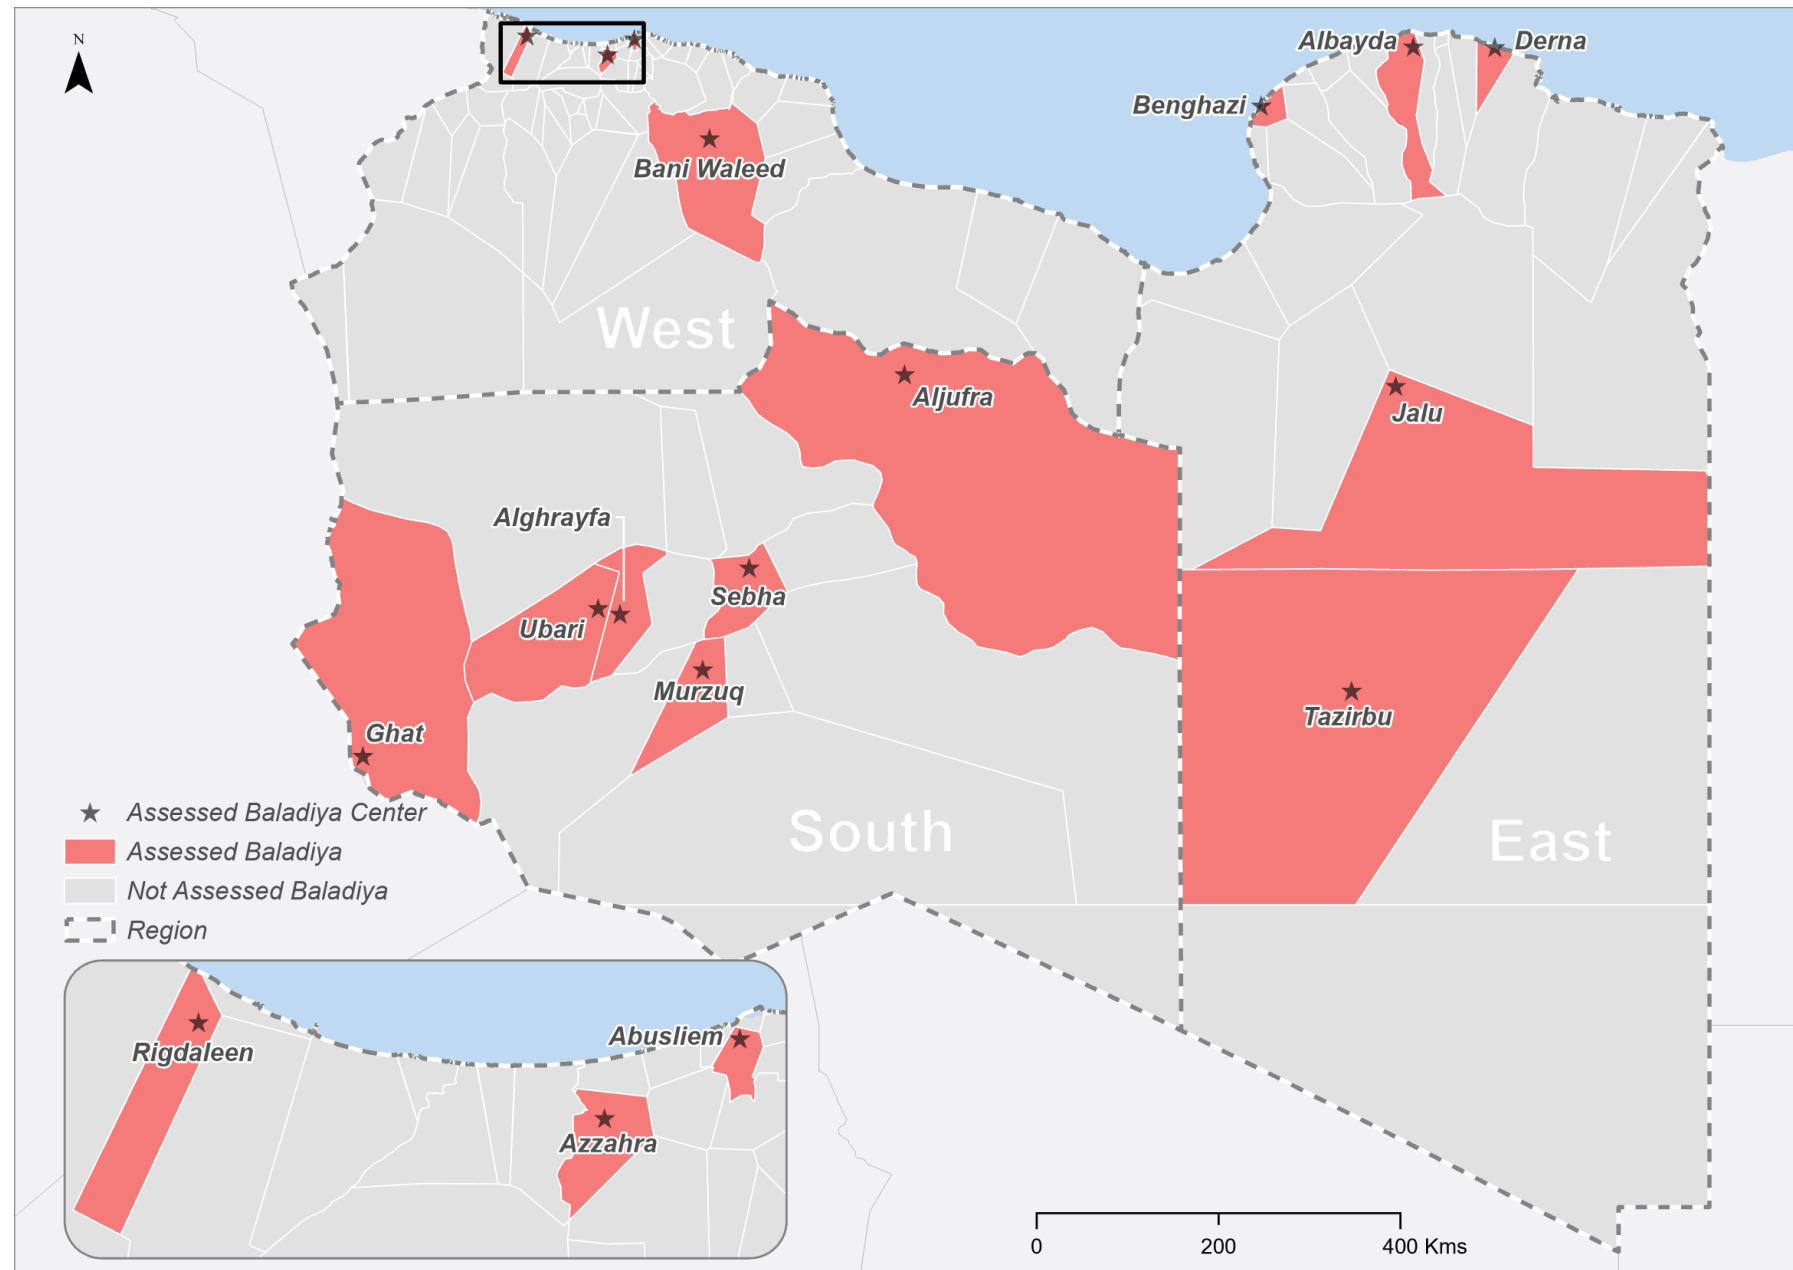 N
Albayda
Derna
Benghazi
Bani Waleed
West
Aljufra
Jalu
Alghrayfa
Sebha
Ubari
Murzuq
Tazirbu
Ghat
South
East
Assessed Baladiya Center
Assessed Baladiya
Not Assessed Baladiya
Region
Rigdaleen
Abusliem
Azzahra
0 200 400 Kms